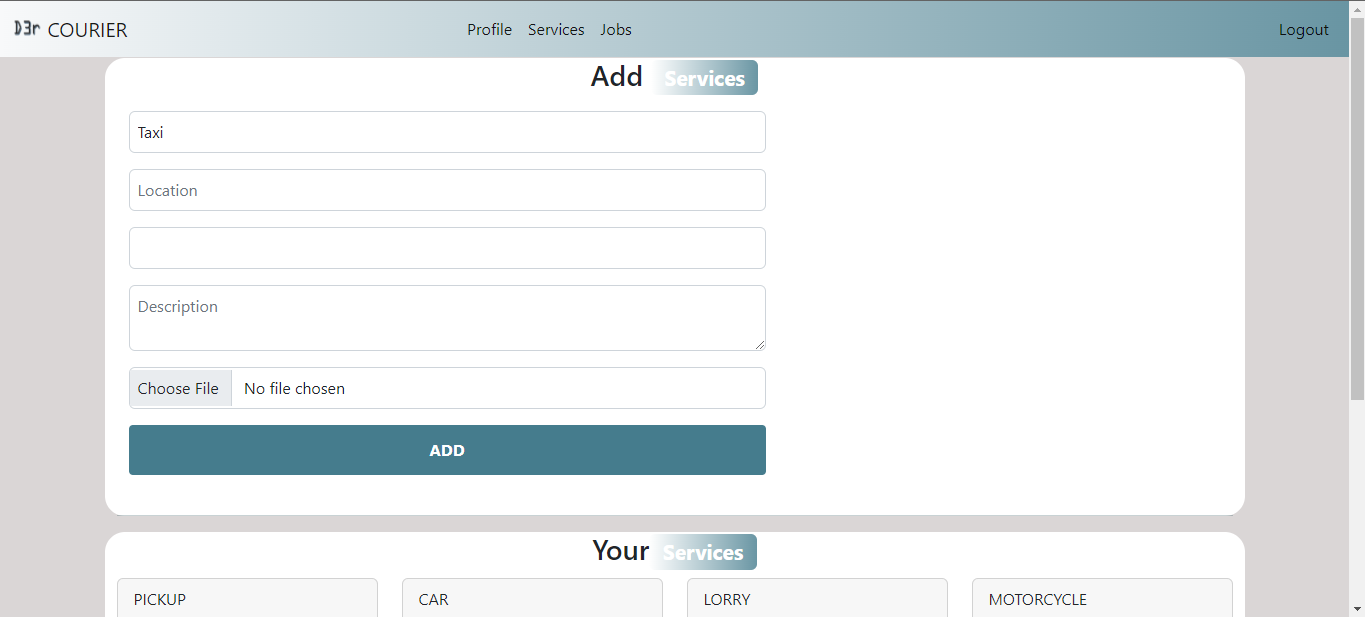 D3r COURIER Profile Services Jobs Logout
Add Services
Taxi
Location
Description
Choose File No file chosen
ADD
Your Services
PICKUP CAR LORRY MOTORCYCLE